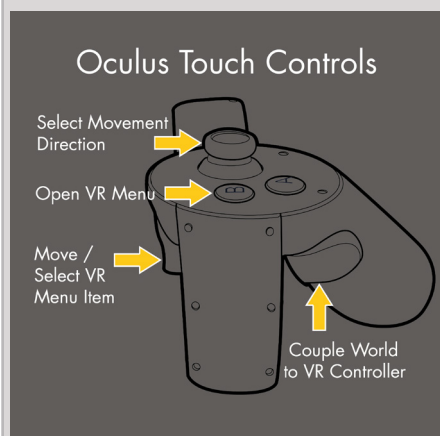 Oculus Touch Controls
Select Movement
Direction
Open VR Menu
B
Move /
Select VR
Menu Item
Couple World
to VR Controller